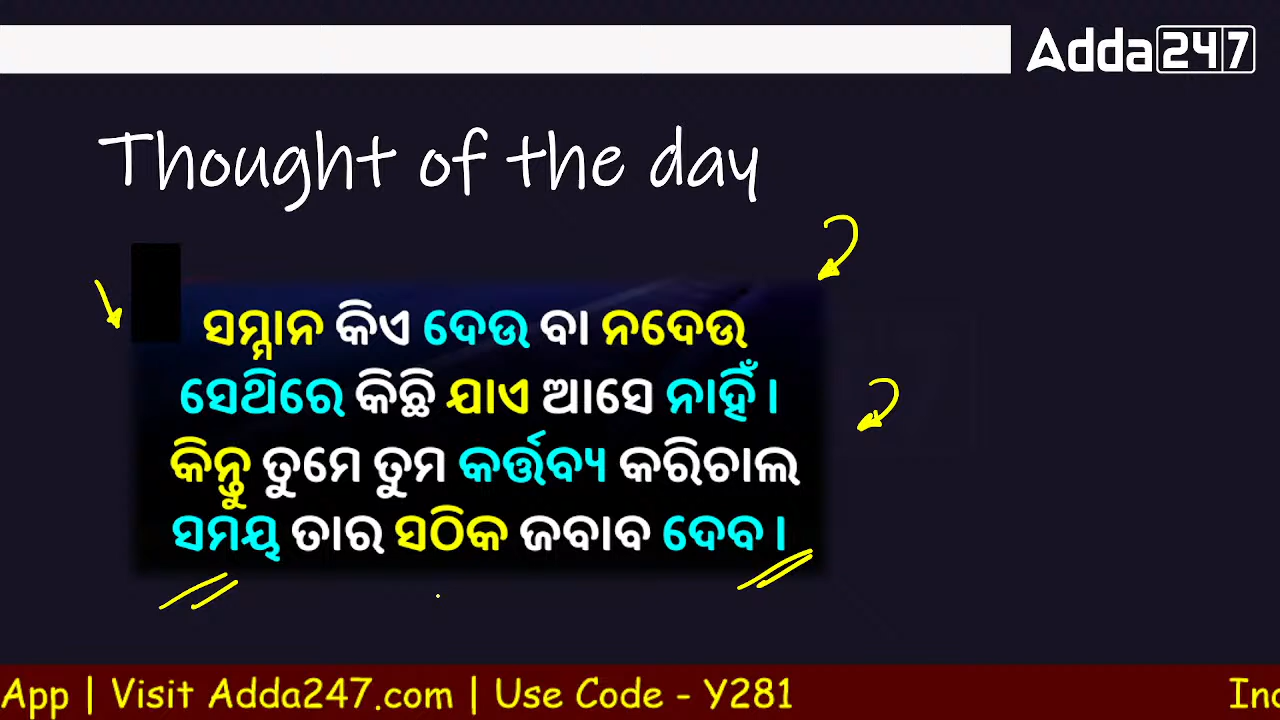 Adda247
Thought of the day
ସମ୍ମାନ କିଏ ଦେଉ ବା ନଦେଉ
ସେଥିରେ କିଛି ଯାଏ ଆସେ ନାହିଁ ।
କିନ୍ତୁ ତୁମେ ତୁମ କର୍ତ୍ତବ୍ୟ କରିଚାଲ
ସମୟ ତାର ସଠିକ ଜବାବ ଦେବ ।
App | Visit Adda247.com | Use Code - Y281